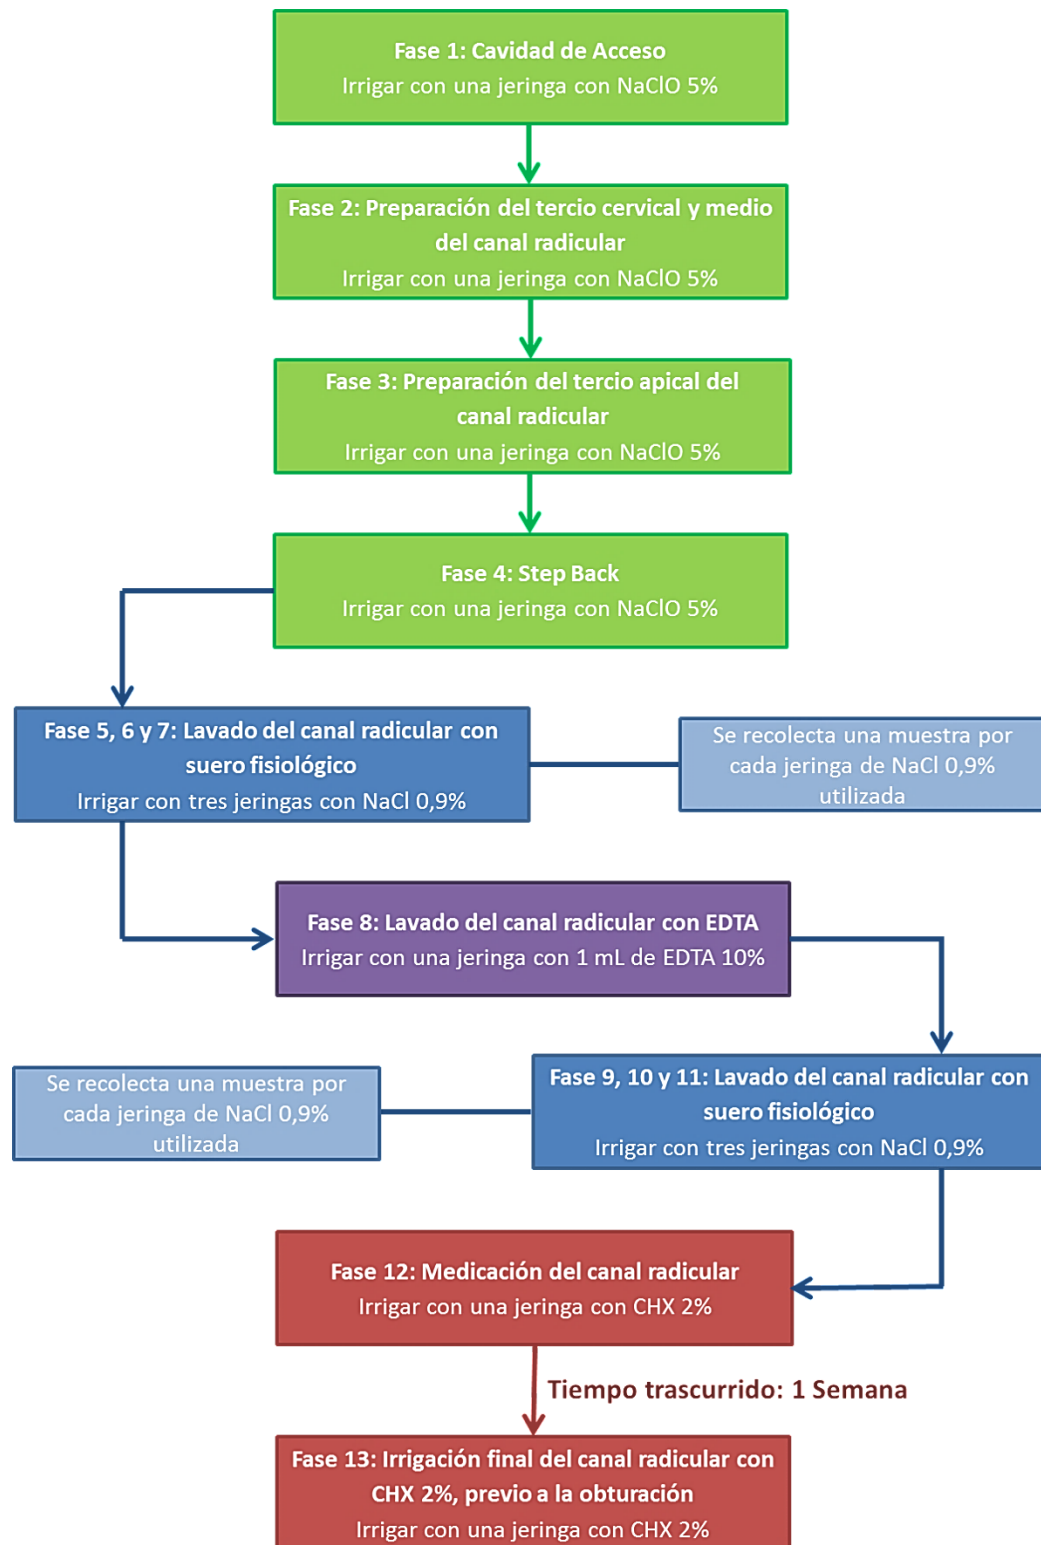 Fase 1: Cavidad de Acceso
Irrigar con una jeringa con NaClO 5%
Fase 2: Preparación del tercio cervical y medio
del canal radicular
Irrigar con una jeringa con NaClO 5%
Fase 3: Preparación del tercio apical del
canal radicular
Irrigar con una jeringa con NaClO 5%
Fase 4: Step Back
Irrigar con una jeringa con NaClO 5%
Fase 5, 6 y 7: Lavado del canal radicular con
suero fisiológico
Irrigar con tres jeringas con NaCl 0,9%
Se recolecta una muestra por
cada jeringa de NaCl 0,9%
utilizada
Fase 8: Lavado del canal radicular con EDTA
Irrigar con una jeringa con 1 mL de EDTA 10%
Se recolecta una muestra por
cada jeringa de NaCl 0,9%
utilizada
Fase 9, 10 y 11: Lavado del canal radicular con
suero fisiológico
Irrigar con tres jeringas con NaCl 0,9%
Fase 12: Medicación del canal radicular
Irrigar con una jeringa con CHX 2%
Tiempo trascurrido: 1 Semana
Fase 13: Irrigación final del canal radicular con
CHX 2%, previo a la obturación
Irrigar con una jeringa con CHX 2%